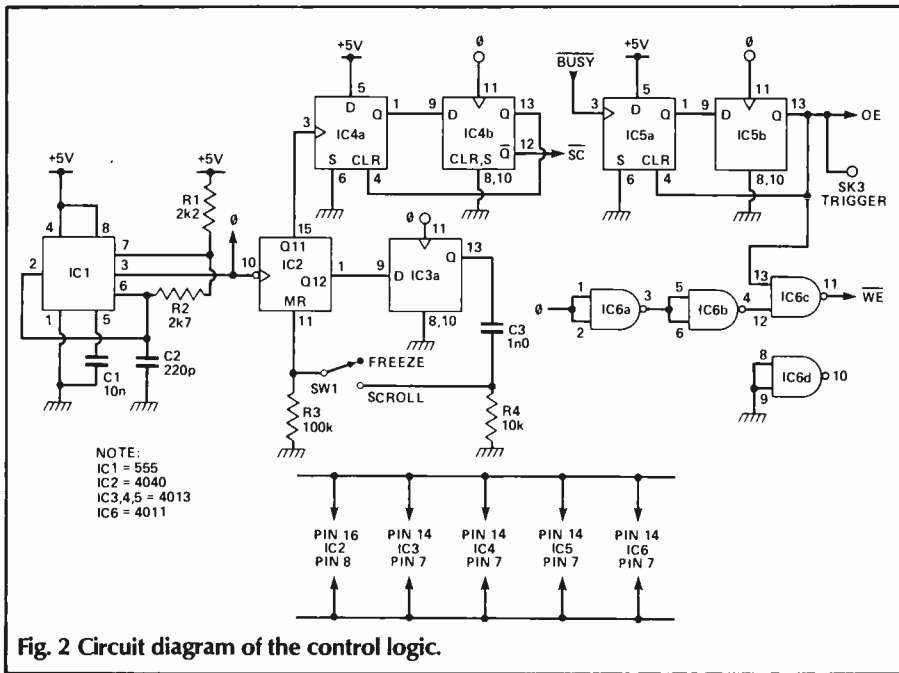 +5V
Ø
BUSY
+5V
Ø
5
11
5
11
D
Q
1
9
D
Q
13
3
IC4a
IC4b
Q
12
SC
S
CLR
CLR,S
6
4
8,10
3
D
Q
1
9
D
Q
13
OE
IC5a
IC5b
S
CLR
6
4
8,10
SK3
TRIGGER
+5V
+5V
R1
2k2
4
8
7
2
IC1
3
6
1
5
R2
2k7
C1
10n
C2
220p
Ø
10
15
Q11
IC2
Q12
MR
11
1
9
Ø
11
D
Q
13
IC3a
8,10
C3
1n0
FREEZE
SW1
SCROLL
R3
100k
R4
10k
Ø
1
2
IC6a
3
5
6
IC6b
4
13
12
IC6c
11
WE
8
9
IC6d
10
NOTE:
IC1 = 555
IC2 = 4040
IC3,4,5 = 4013
IC6 = 4011
PIN 16 PIN 14 PIN 14 PIN 14 PIN 14
IC2 IC3 IC4 IC5 IC6
PIN 8 PIN 7 PIN 7 PIN 7 PIN 7
Fig. 2 Circuit diagram of the control logic.